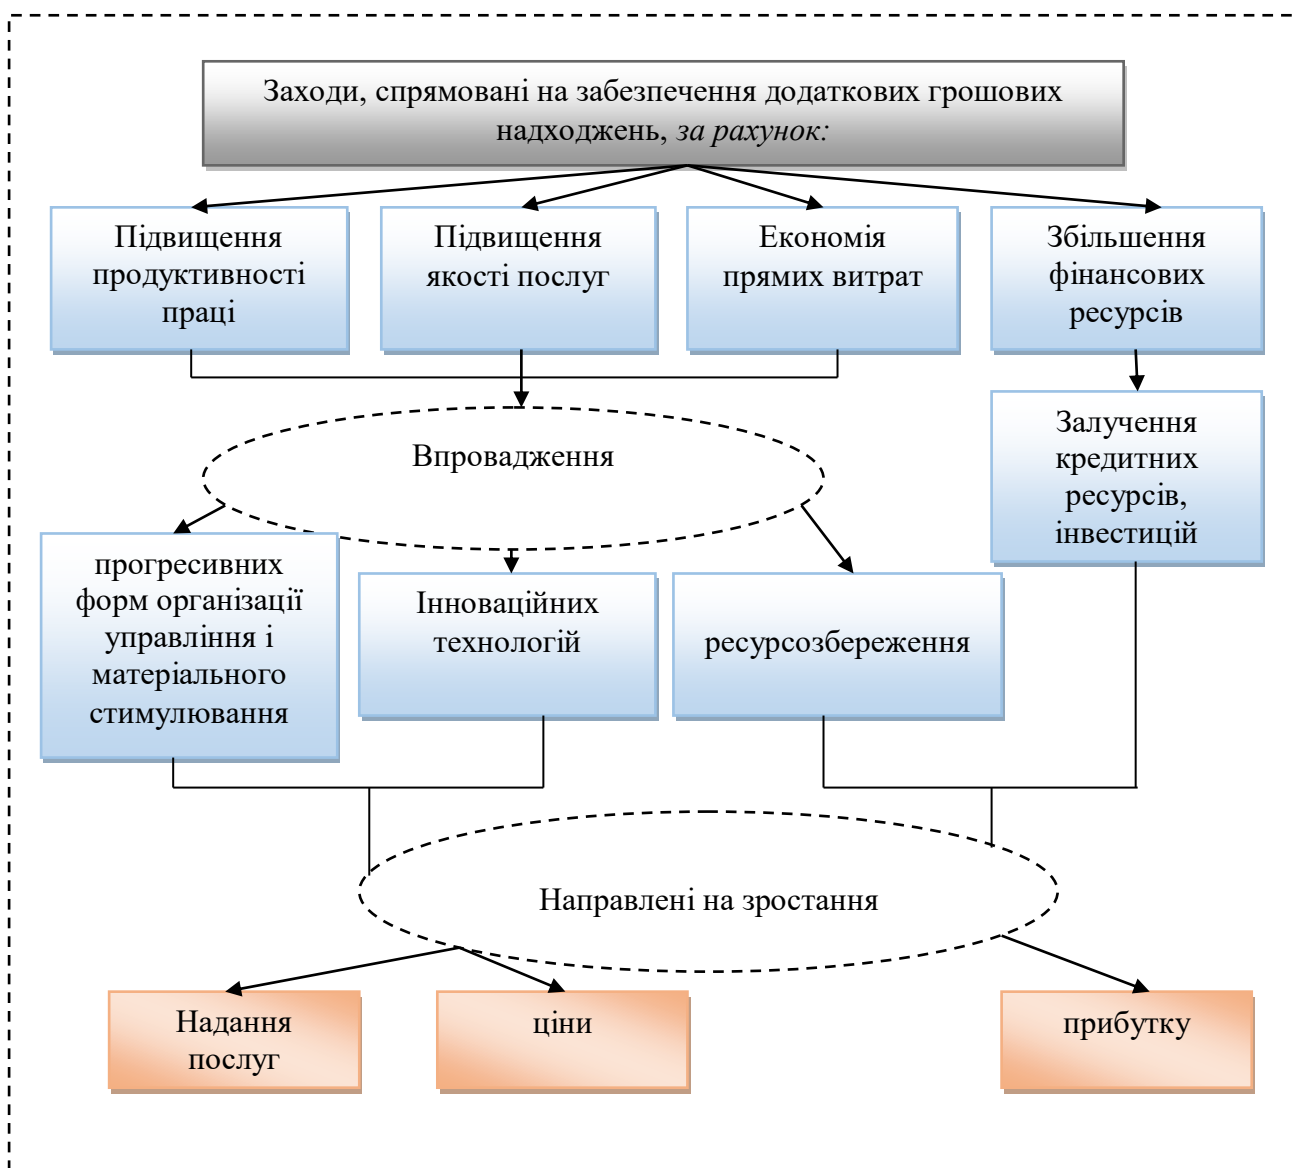 Заходи, спрямовані на забезпечення додаткових грошових
надходжень, за рахунок:
Підвищення
продуктивності
праці
Підвищення
якості послуг
Економія
прямих витрат
Збільшення
фінансових
ресурсів
Впровадження
Залучення
кредитних
ресурсів,
інвестицій
прогресивних
форм організації
управління і
матеріального
стимулювання
Інноваційних
технологій
ресурсозбереження
Направлені на зростання
Надання
послуг
ціни
прибутку